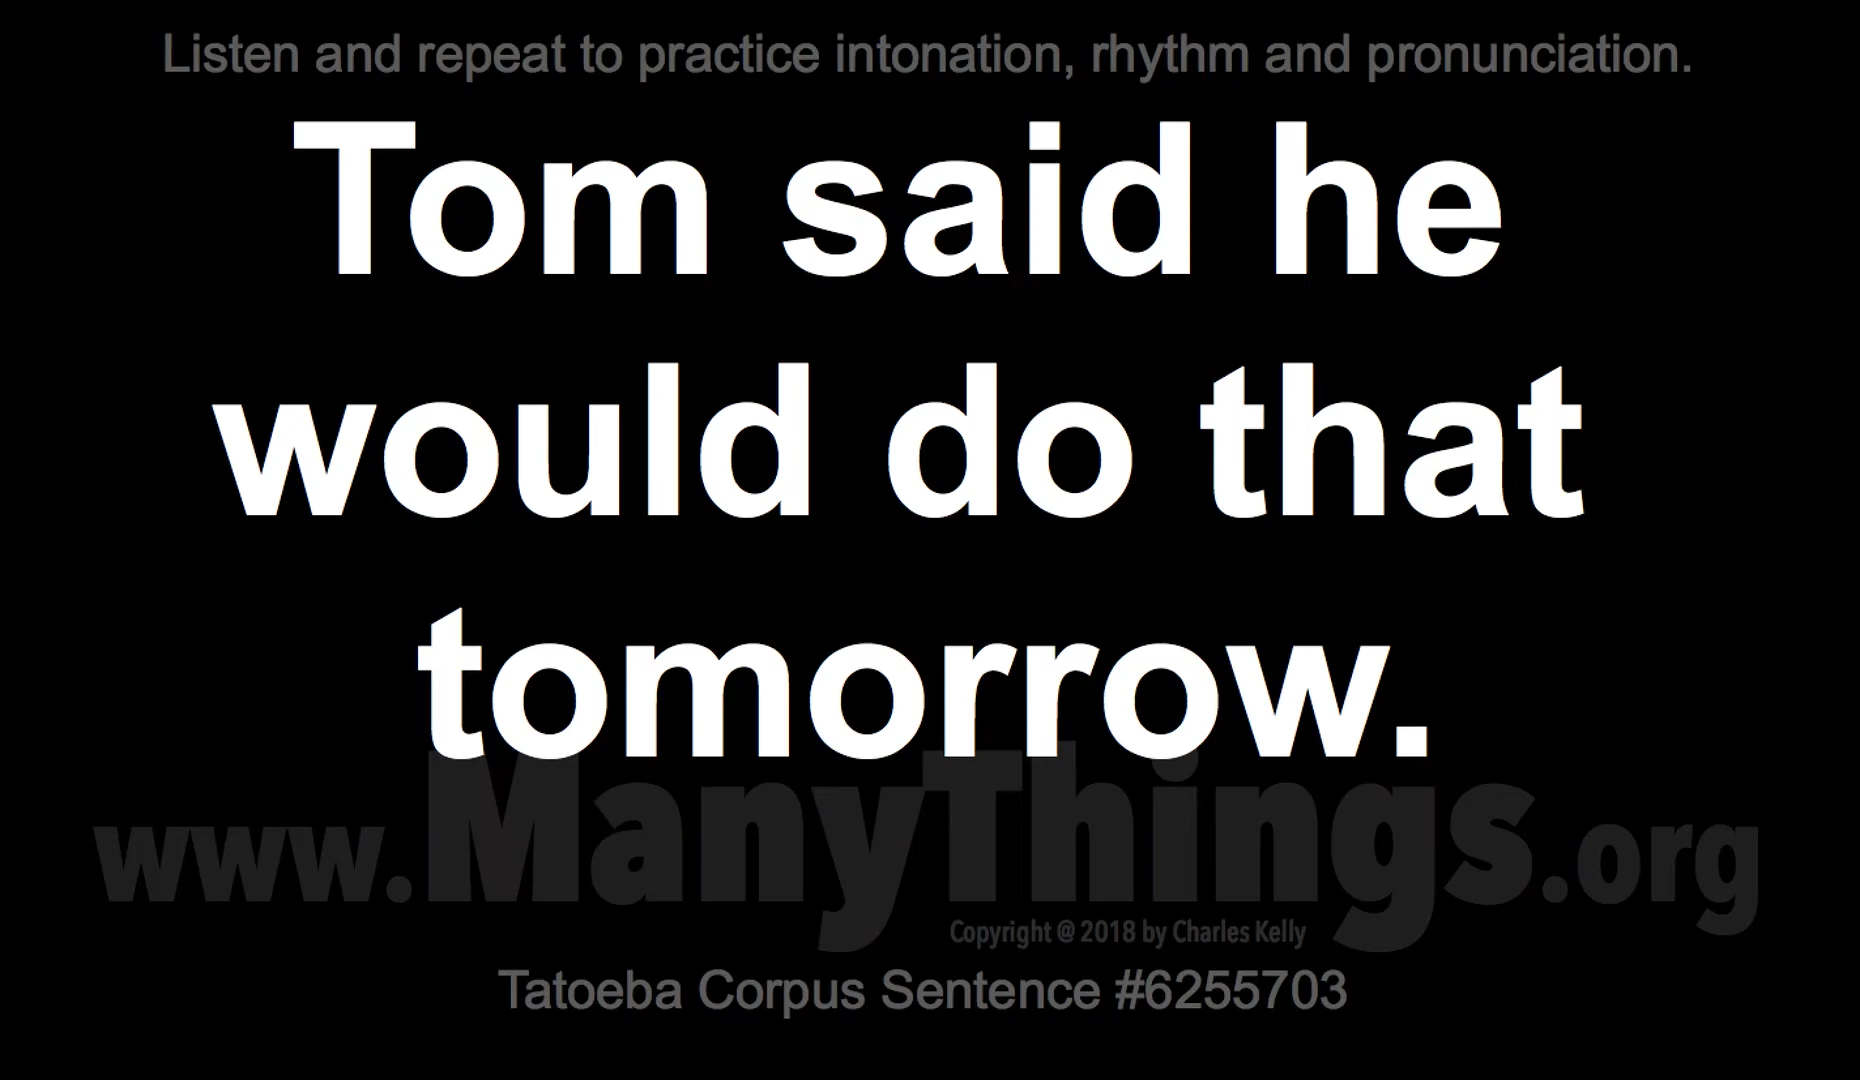 Listen and repeat to practice intonation, rhythm and pronunciation.
Tom said he
would do that
tomorrow.
www.ManyThings.org
Copyright @ 2018 by Charles Kelly
Tatoeba Corpus Sentence #6255703